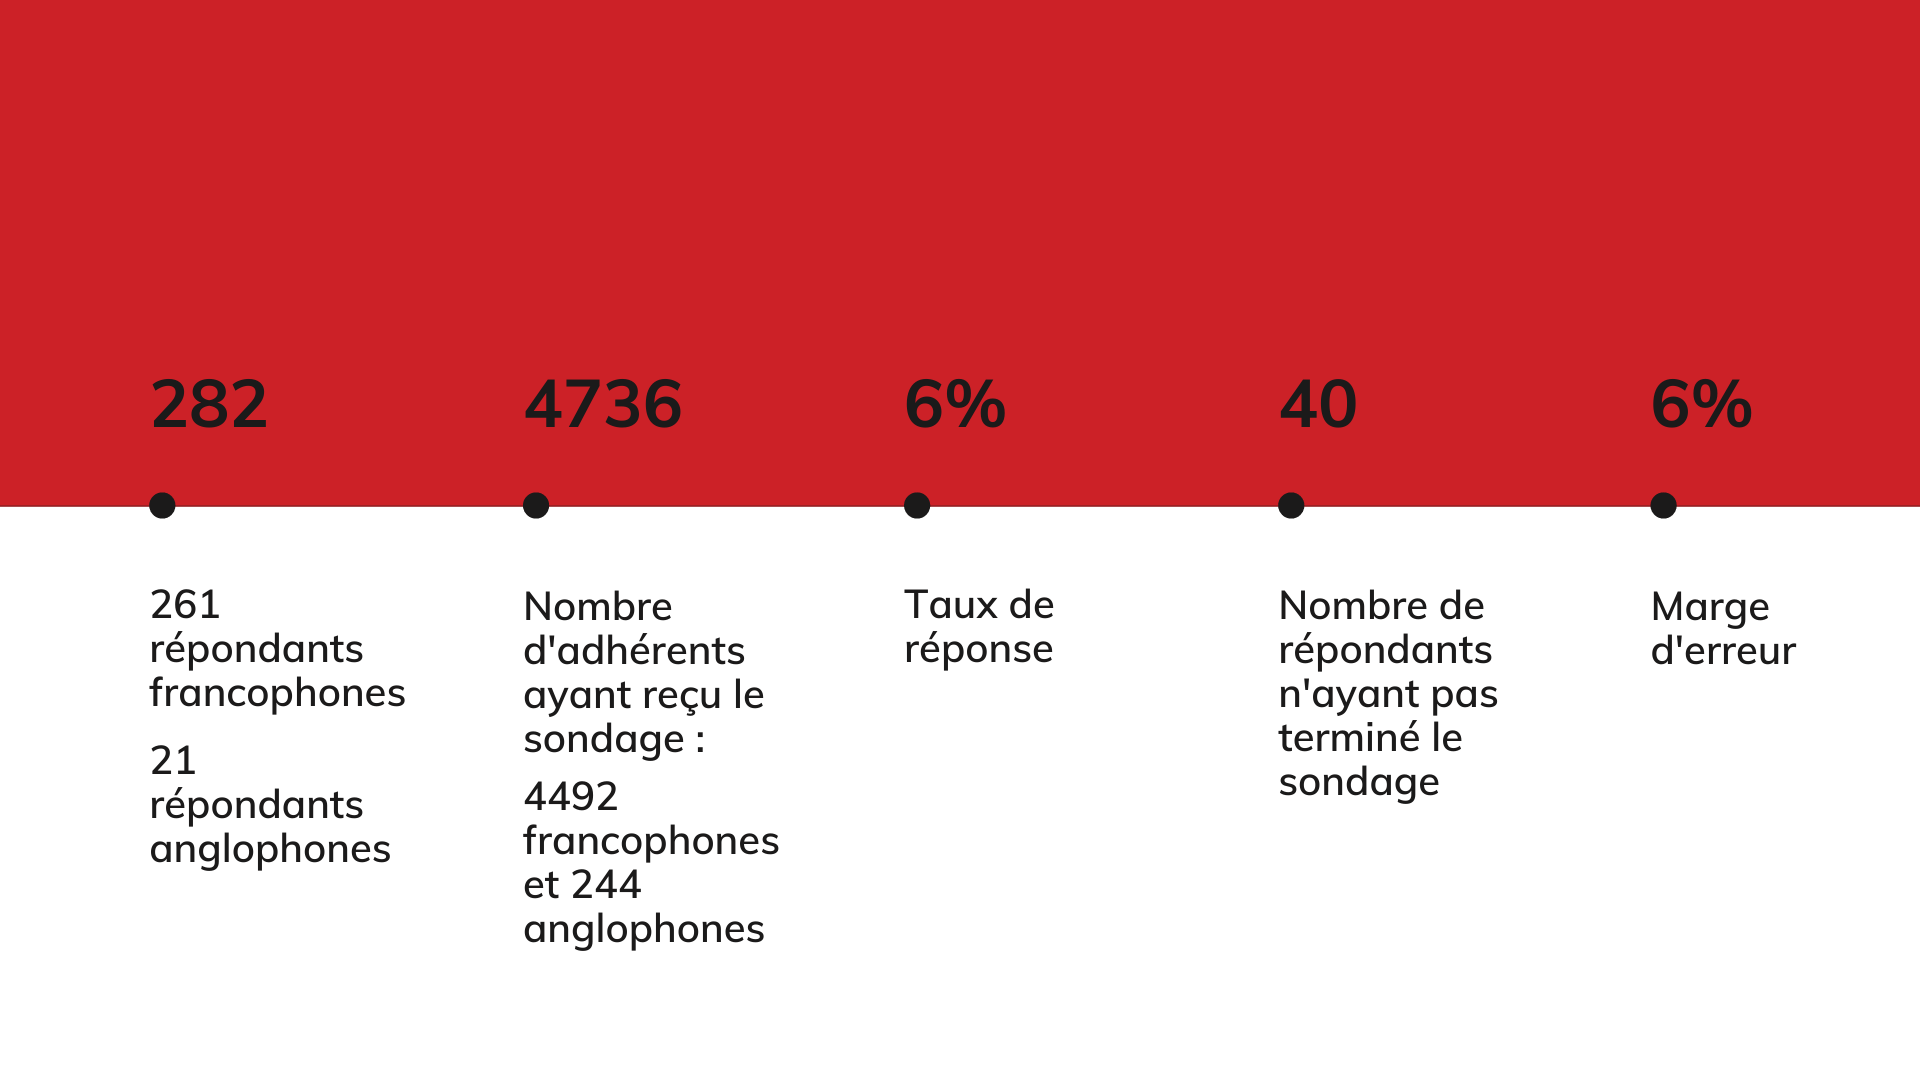 282
261
répondants
francophones
21
répondants
anglophones
4736
Nombre
d'adhérents
ayant reçu le
sondage :
4492
francophones
et 244
anglophones
6%
Taux de
réponse
40
Nombre de
répondants
n'ayant pas
terminé le
sondage
6%
Marge
d'erreur